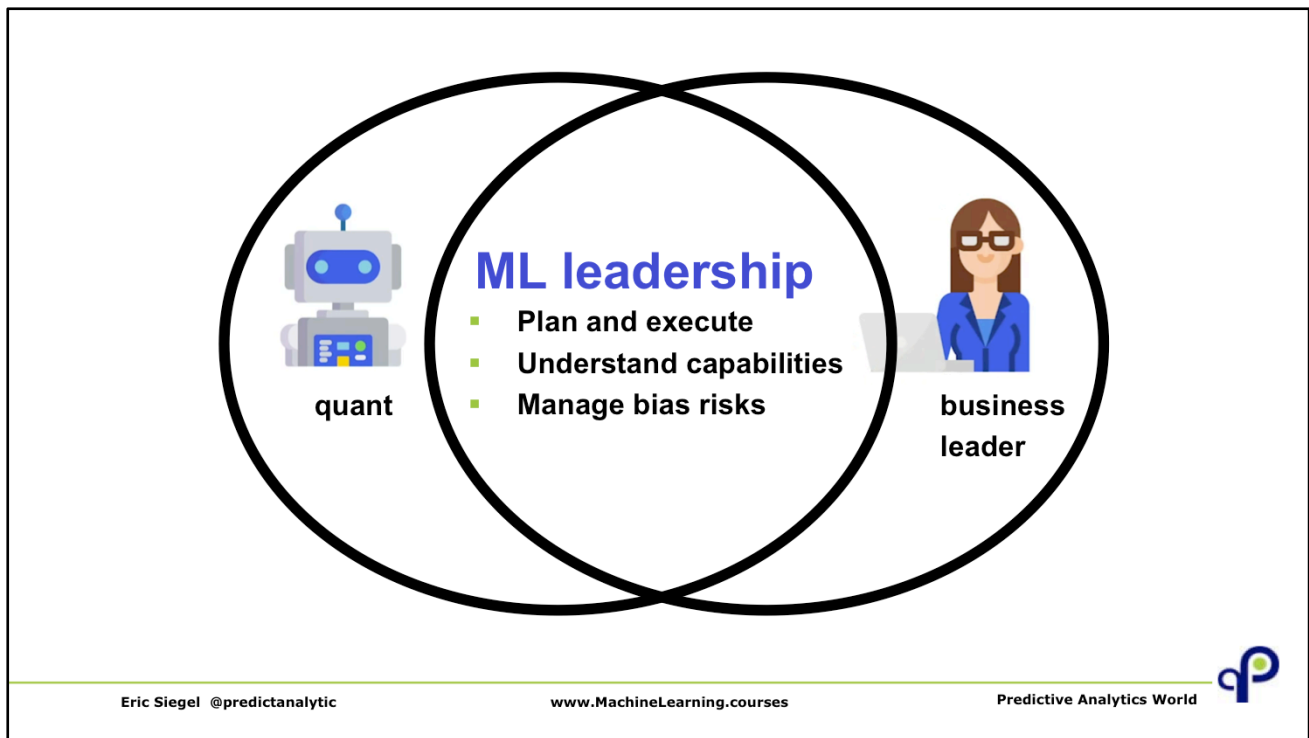 ML leadership
Plan and execute
Understand capabilities
Manage bias risks
quant
business
leader
Eric Siegel @predictanalytic
www.MachineLearning.courses
Predictive Analytics World